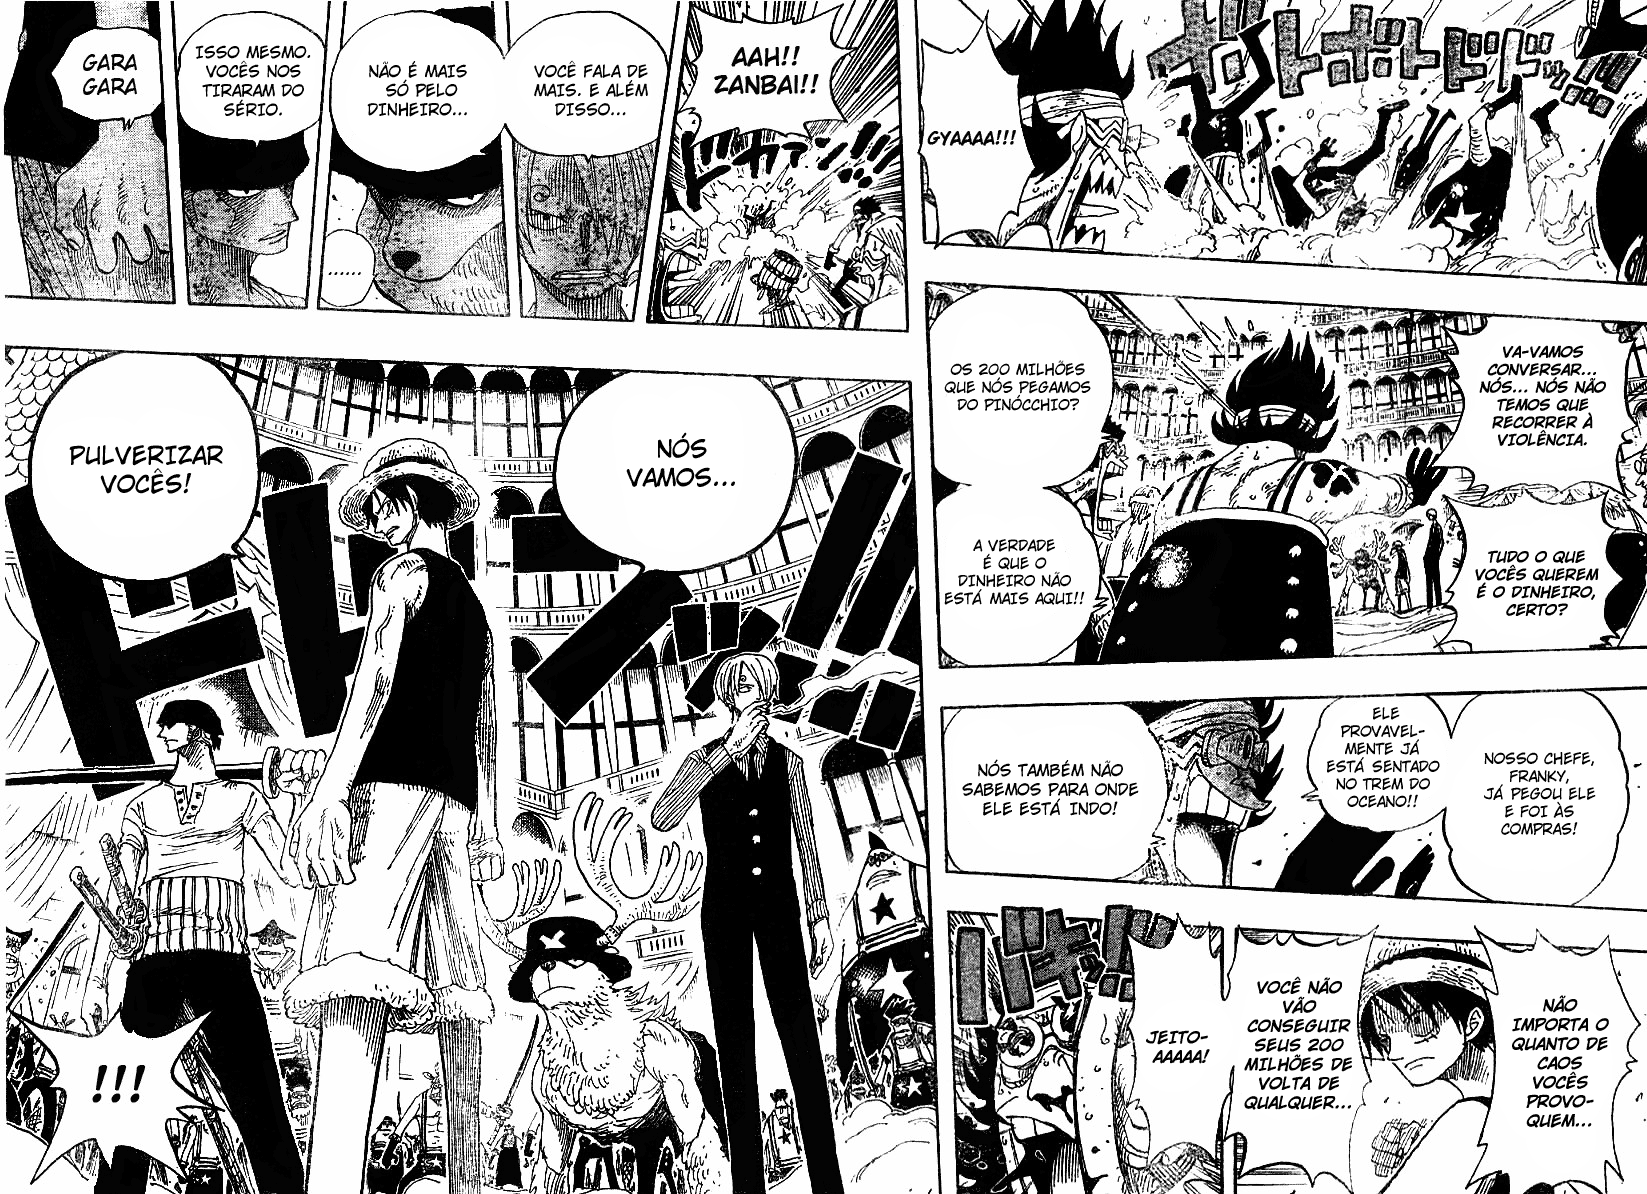 GYAAAA!!!
VA-VAMOS
CONVERSAR...
NÓS... NÓS NÃO
TEMOS QUE
RECORRER À
VIOLÊNCIA.
TUDO O QUE
VOCÊS QUEREM
É O DINHEIRO,
CERTO?
OS 200 MILHÕES
QUE NÓS PEGAMOS
DO PINÓCCHIO?
A VERDADE
É QUE O
DINHEIRO NÃO
ESTÁ MAIS AQUI!!
NOSSO CHEFE,
FRANKY,
JÁ PEGOU ELE
E FOI ÀS
COMPRAS!
ELE
PROVAVEL-
MENTE JÁ
ESTÁ SENTADO
NO TREM DO
OCEANO!!
NÓS TAMBÉM NÃO
SABEMOS PARA ONDE
ELE ESTÁ INDO!
NÃO
IMPORTA O
QUANTO DE
CAOS
VOCÊS
PROVO-
QUEM...
VOCÊ NÃO
VÃO
CONSEGUIR
SEUS 200
MILHÕES DE
VOLTA DE
QUALQUER...
JEITO-
AAAAA!
AAH!!
ZANBAI!!
VOCÊ FALA DE
MAIS. E ALÉM
DISSO...
NÃO É MAIS
SÓ PELO
DINHEIRO...
......
ISSO MESMO.
VOCÊS NOS
TIRARAM DO
SÉRIO.
GARA
GARA
NÓS
VAMOS...
PULVERIZAR
VOCÊS!
!!!